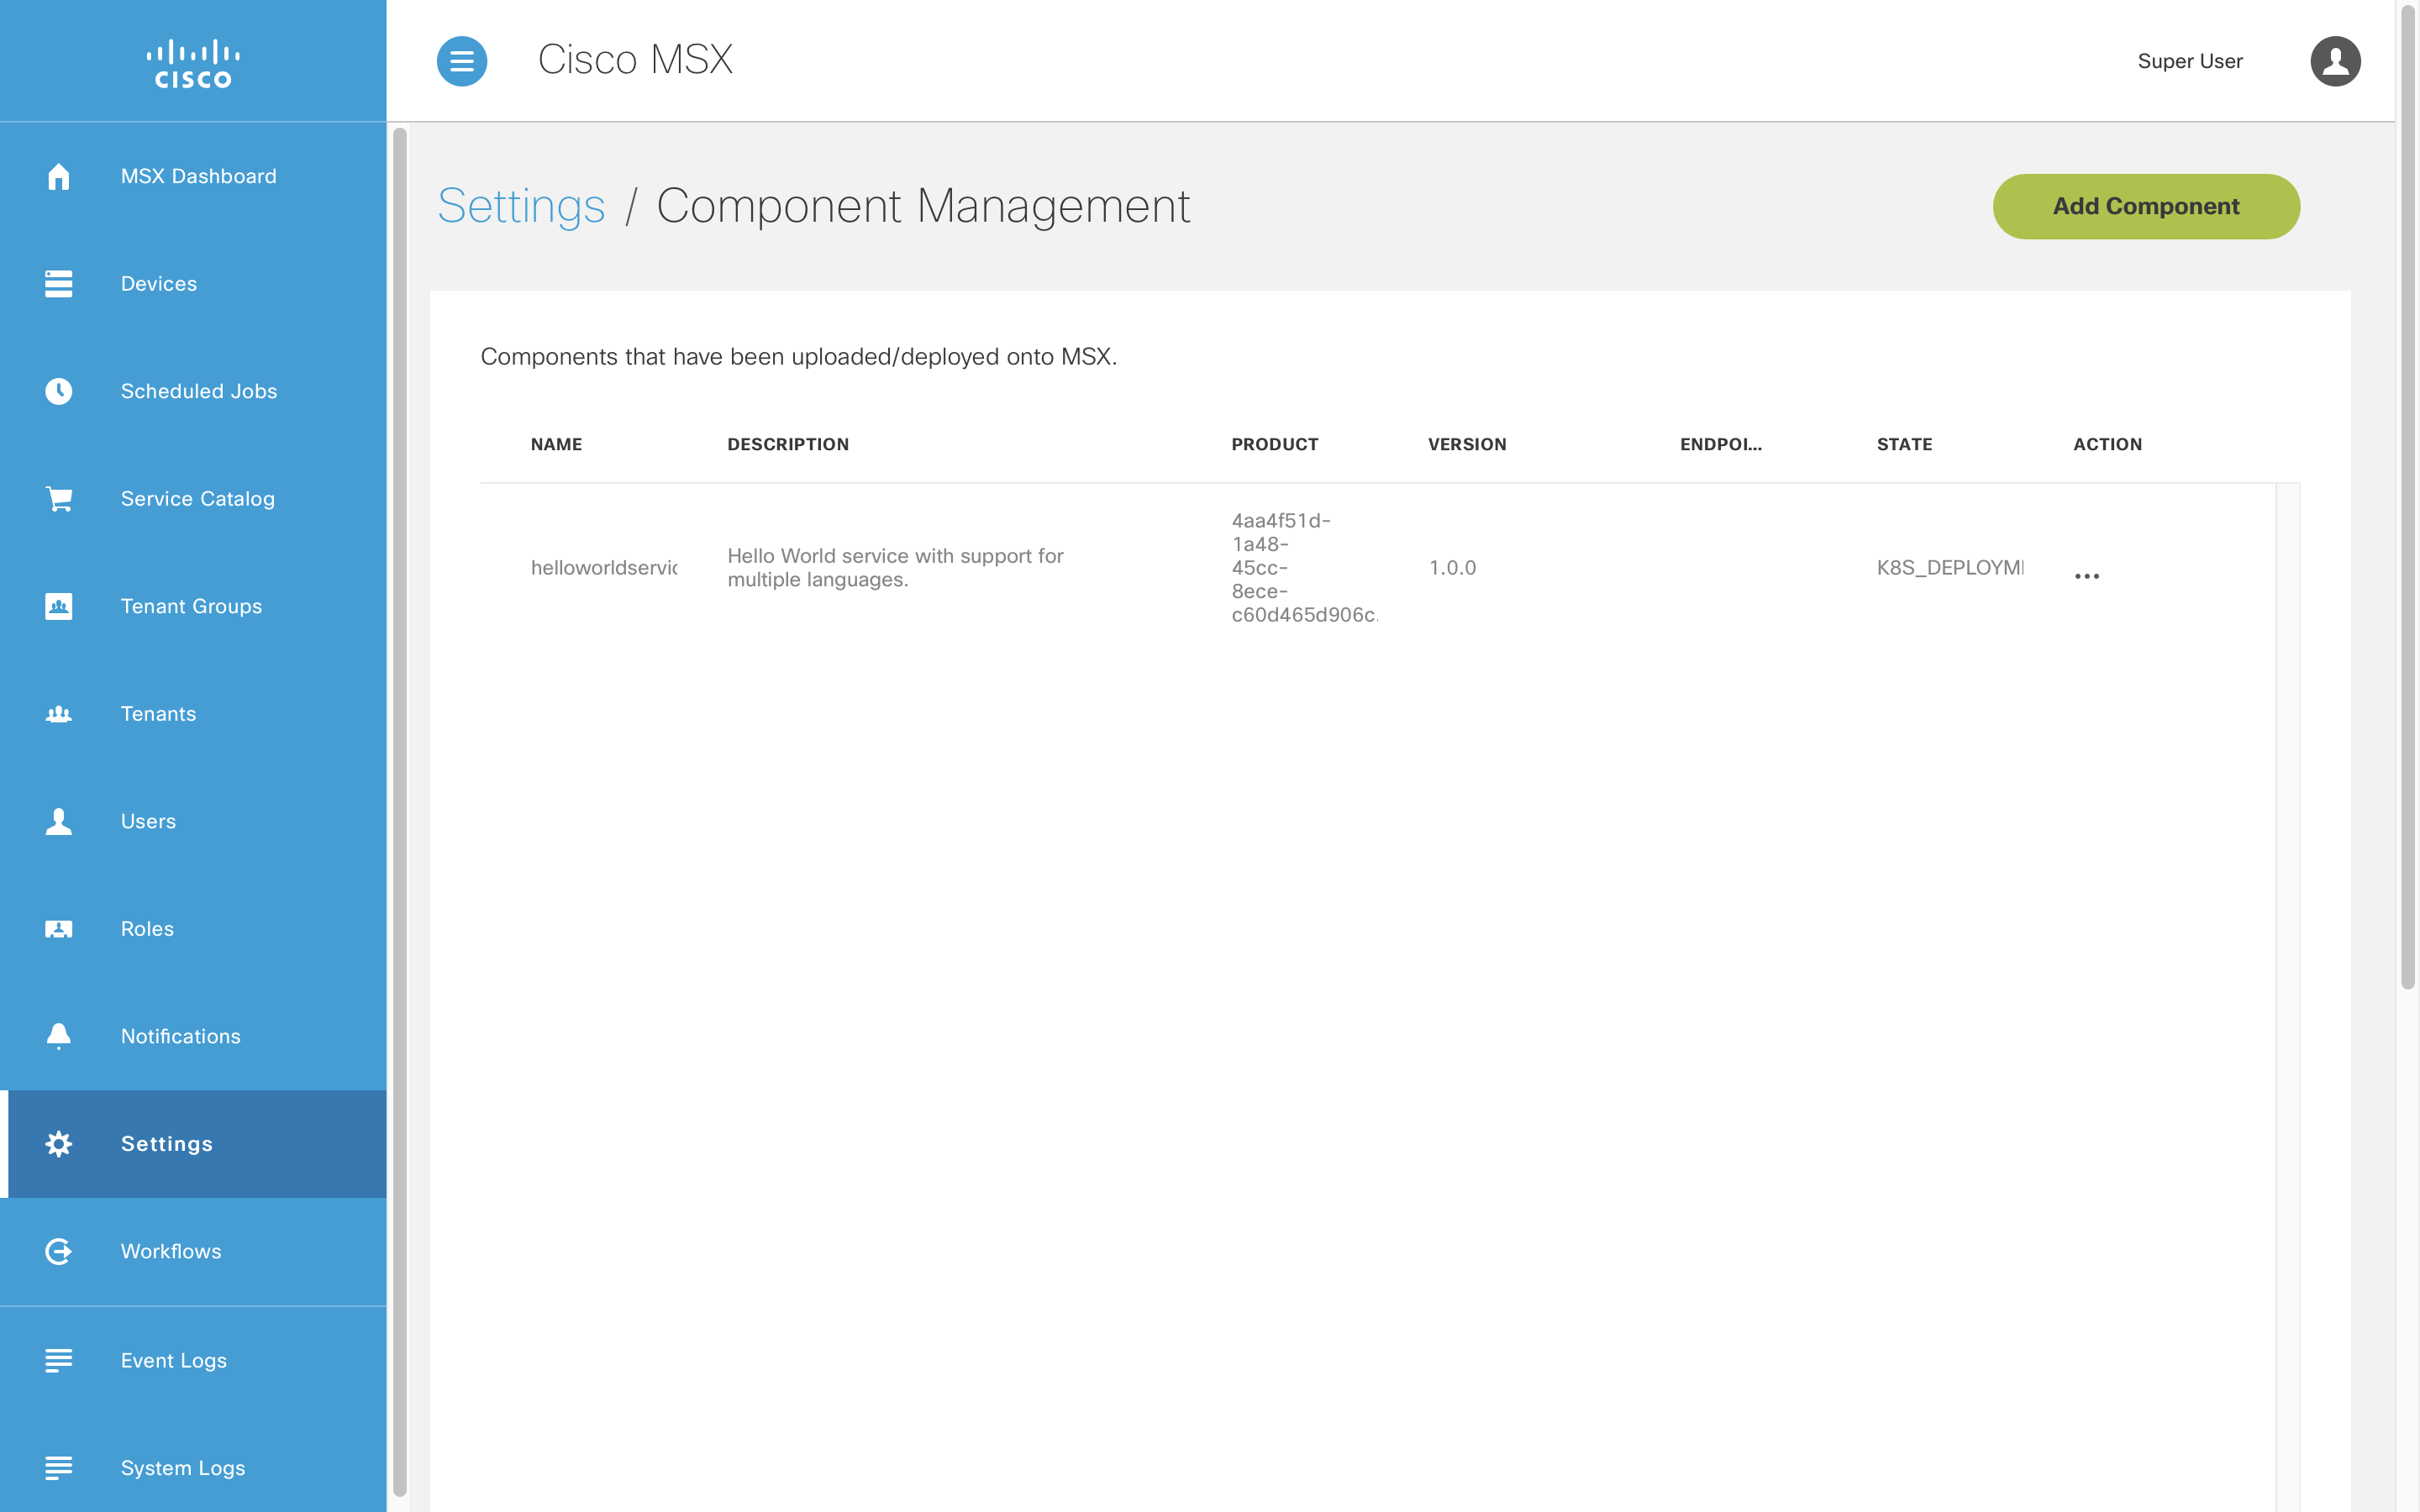 CISCO
Cisco MSX
Super User
MSX Dashboard
Devices
Scheduled Jobs
Service Catalog
Tenant Groups
Tenants
Users
Roles
Notifications
Settings
Workflows
Event Logs
System Logs
Settings / Component Management
Add Component
Components that have been uploaded/deployed onto MSX.
NAME DESCRIPTION PRODUCT VERSION ENDPOI... STATE ACTION
helloworldservic
Hello World service with support for
multiple languages.
4aa4f51d-
1a48-
45cc-
8ece-
c60d465d906c
1.0.0
K8S_DEPLOYM
...